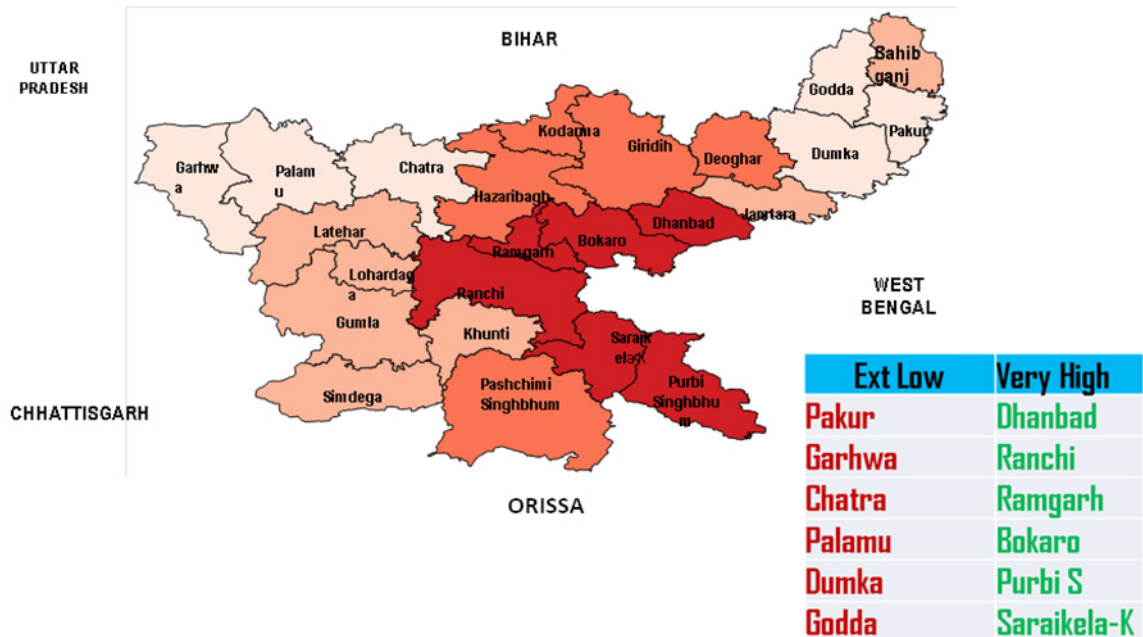 BIHAR
UTTAR
PRADESH
Sahib
ganj
Godda
Pakur
Kodarma
Giridih
Deoghar
Dumka
Garhw
a
Palam
u
Chatra
Hazaribagh
Jamtara
Dhanbad
Latehar
Bokaro
Ramgarh
Lohardag
a
Ranchi
WEST
BENGAL
Gumla
Khunti
Saraik
ela-K
Pashchimi
Singhbhum
Purbi
Singhbhu
m
Simdega
CHHATTISGARH
ORISSA
Ext Low Very High
Pakur Dhanbad
Garhwa Ranchi
Chatra Ramgarh
Palamu Bokaro
Dumka Purbi S
Godda Saraikela-K